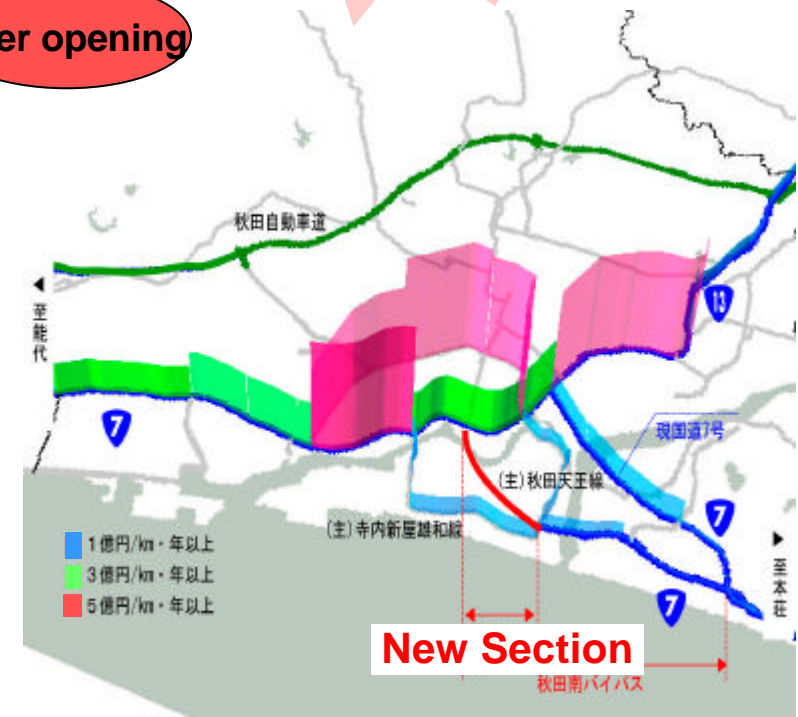 er opening
秋田自動車道
至能代
13
7
現国道7号
(主)秋田天王線
(主)寺内新屋雄和線
7
7
至本荘
1億円/km・年以上
3億円/km・年以上
5億円/km・年以上
New Section
秋田南バイパス